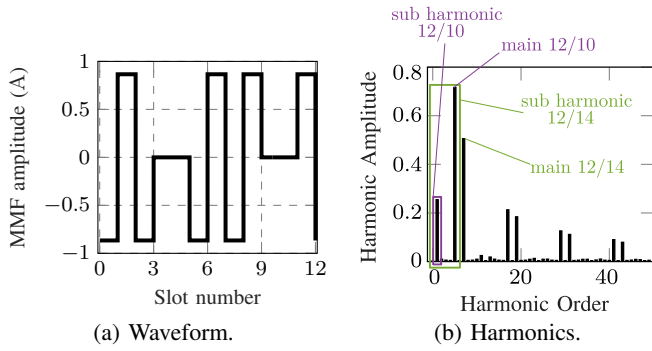 MMF amplitude (A)
1
0.5
0
−0.5
−1
0
3
6
9
12
Slot number
(a) Waveform.
sub harmonic
12/10
main 12/10
sub harmonic
12/14
main 12/14
Harmonic Amplitude
0.8
0.6
0.4
0.2
0
0
20
40
Harmonic Order
(b) Harmonics.